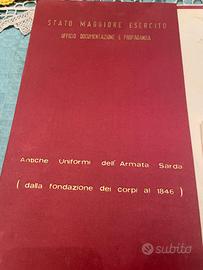 STATO MAGGIORE ESERCITO
UFFICIO DOCUMENTAZIONE E PROPAGANDA
Antiche Uniformi dell'Armata Sarda
( dalla fondazione dei corpi al 1846 )
subito